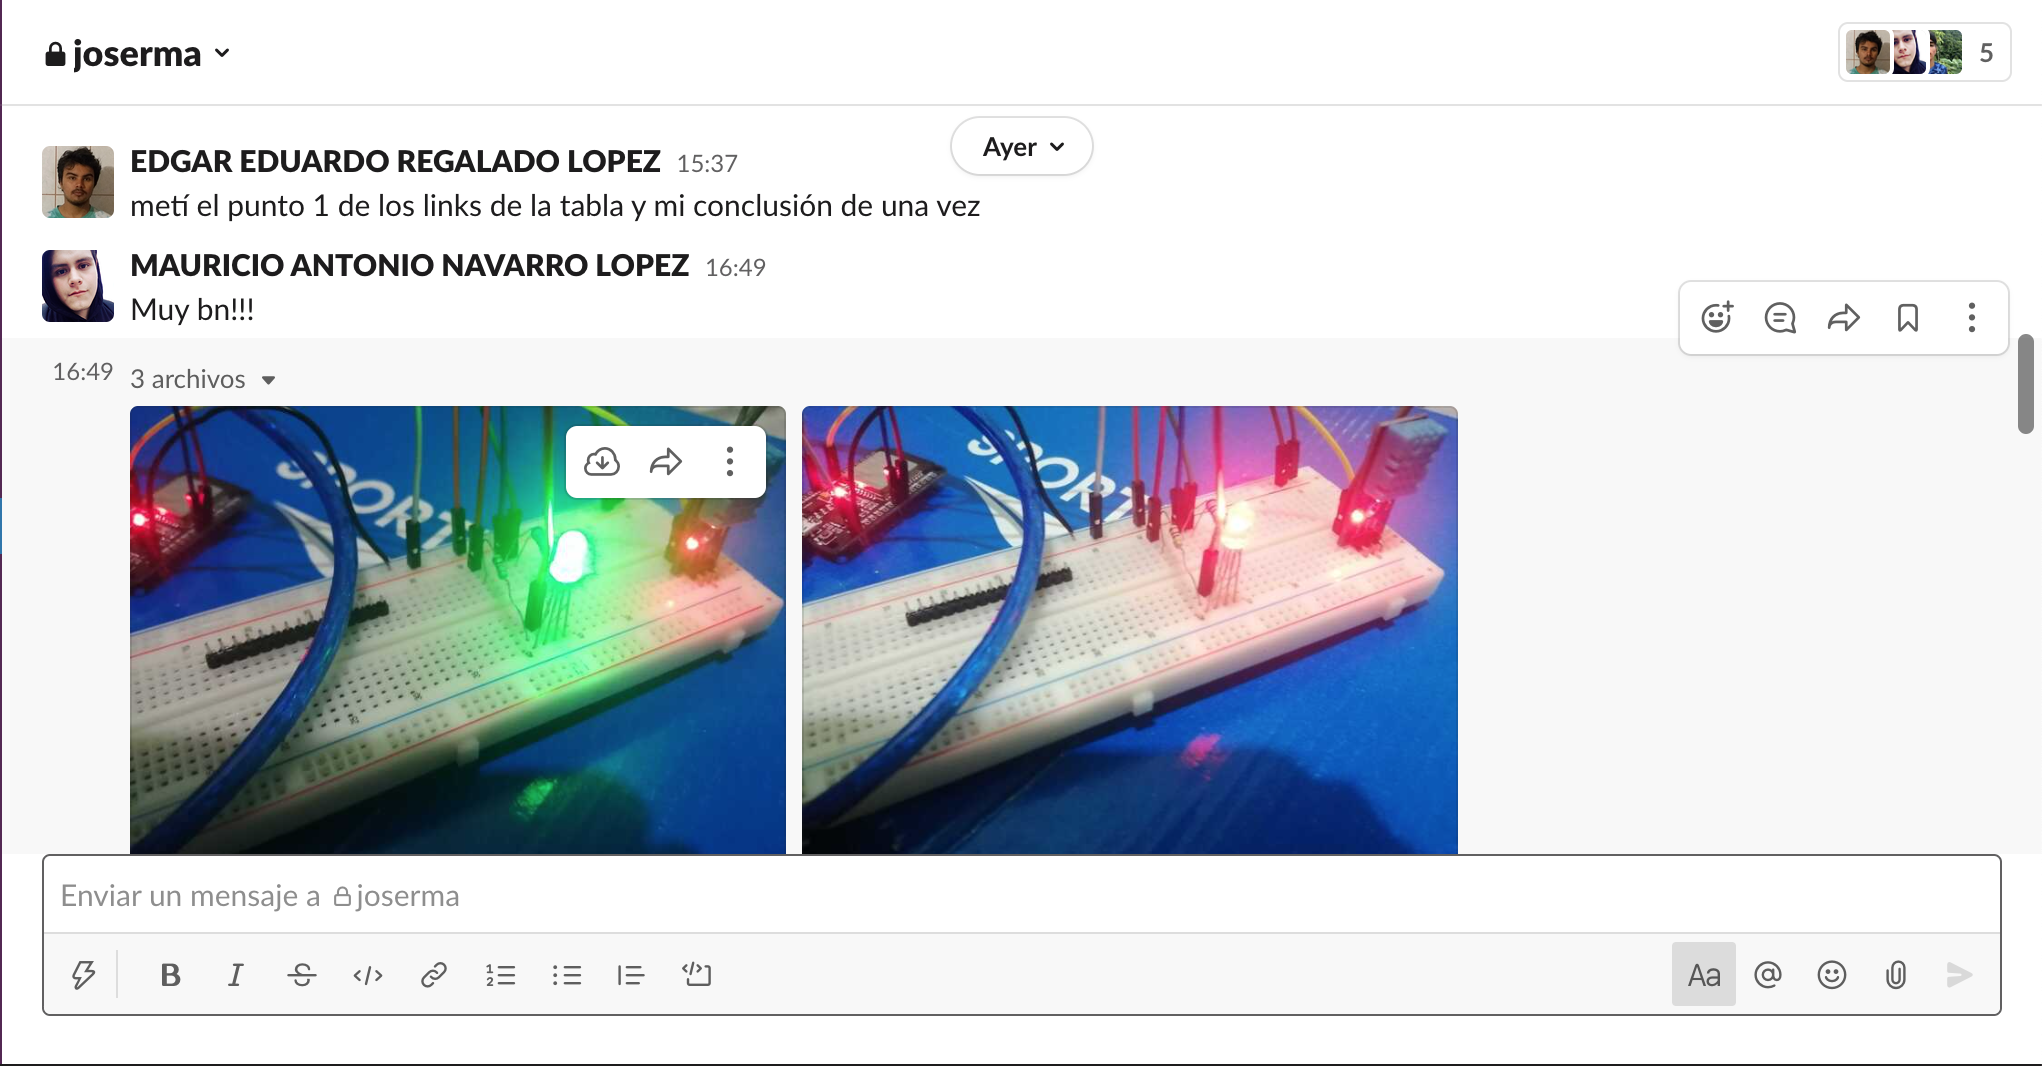 joserma
5
Ayer
EDGAR EDUARDO REGALADO LOPEZ 15:37
metí el punto 1 de los links de la tabla y mi conclusión de una vez
MAURICIO ANTONIO NAVARRO LOPEZ 16:49
Muy bn!!!
16:49 3 archivos
SPORT
SPORT
Enviar un mensaje a joserma
B I S </> Aa @